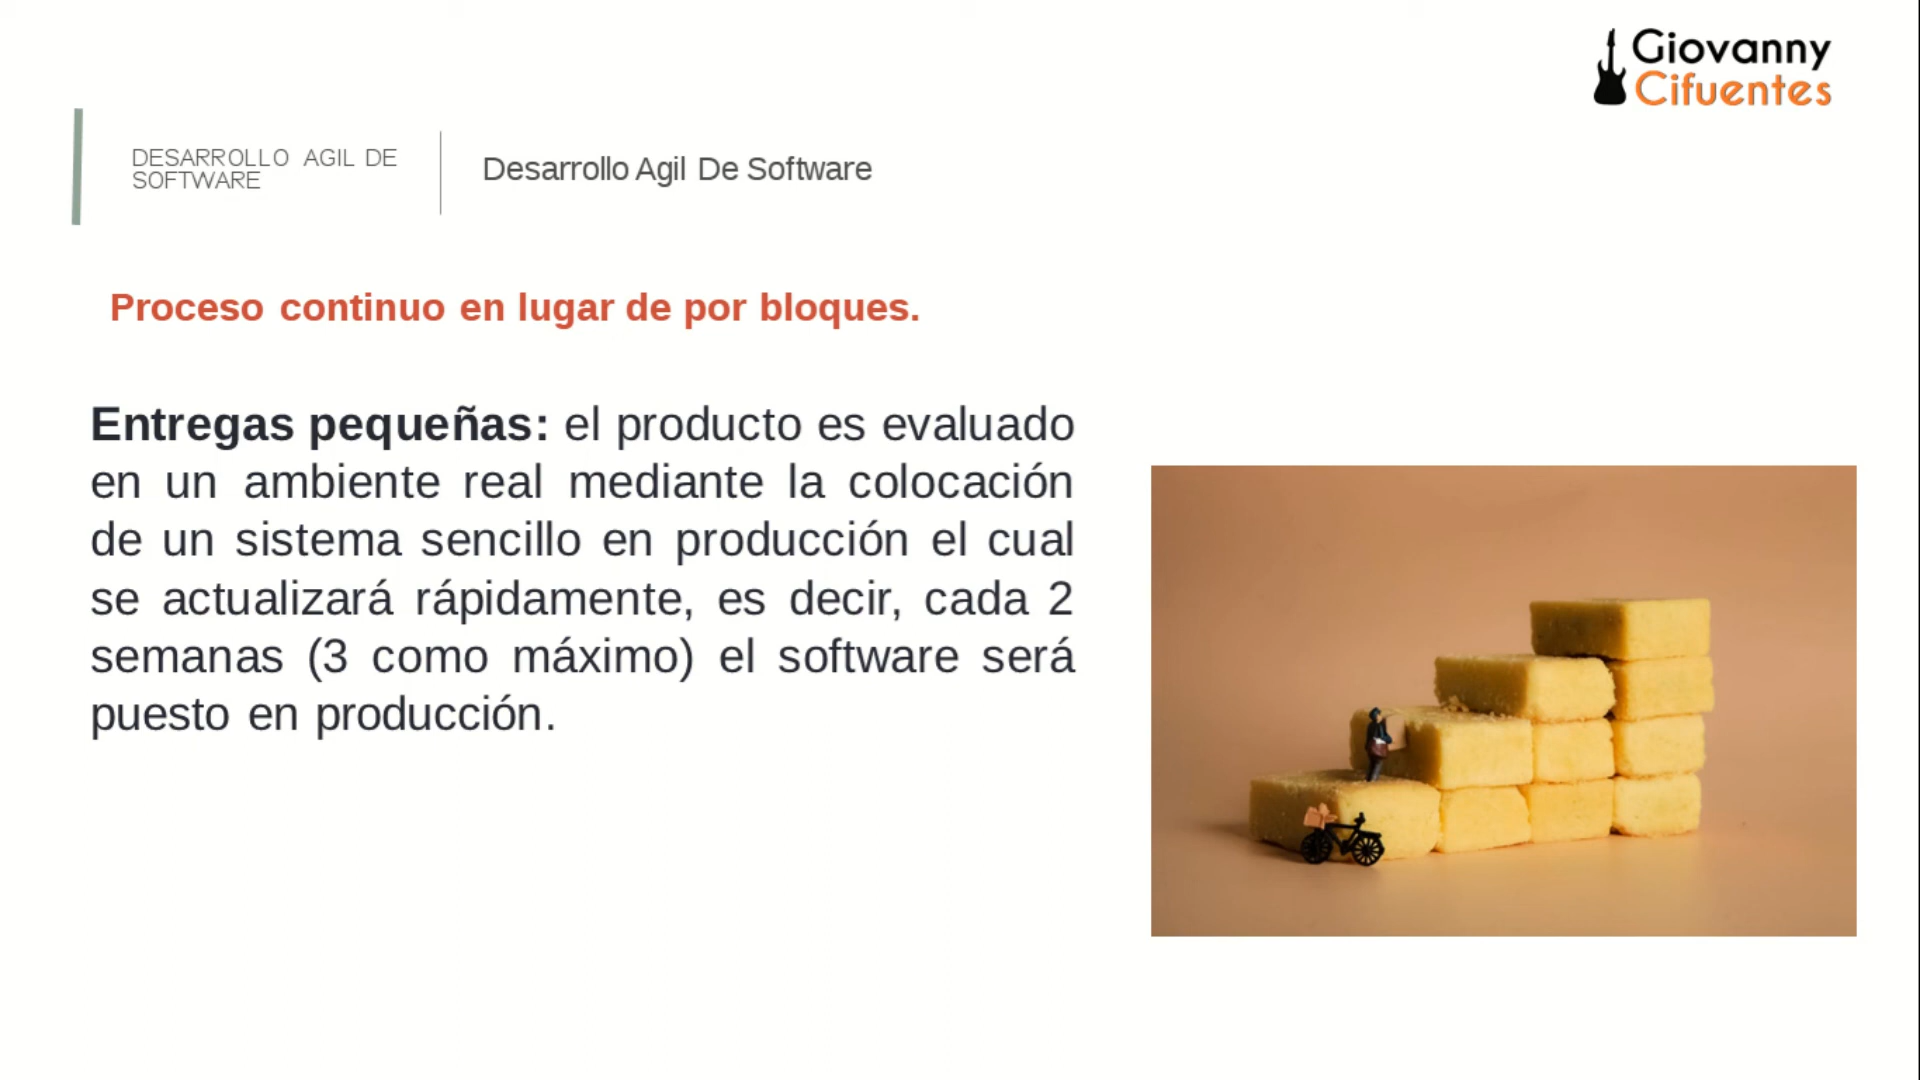 Giovanny
Cifuentes
DESARROLLO AGIL DE
SOFTWARE
Desarrollo Agil De Software
Proceso continuo en lugar de por bloques.
Entregas pequeñas: el producto es evaluado
en un ambiente real mediante la colocación
de un sistema sencillo en producción el cual
se actualizará rápidamente, es decir, cada 2
semanas (3 como máximo) el software será
puesto en producción.